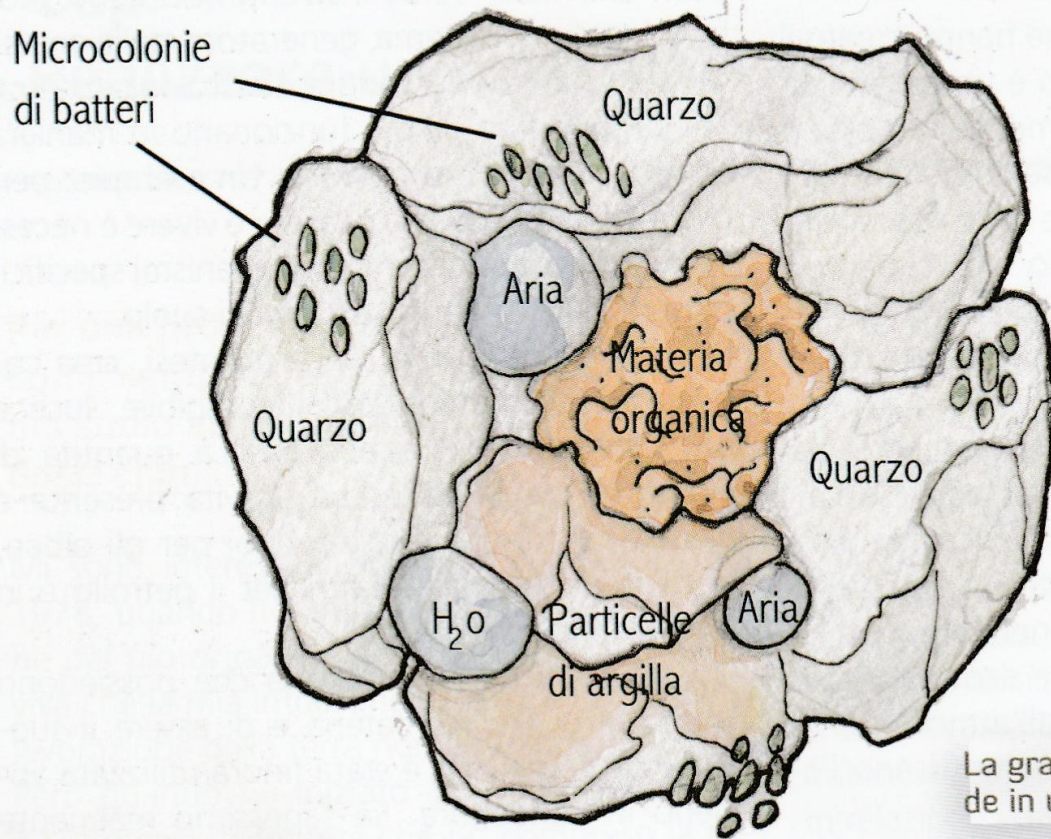 Microcolonie
di batteri
Quarzo
Aria
Materia
organica
Quarzo
Quarzo
H₂o
Particelle
di argilla
Aria
La gra
de in u